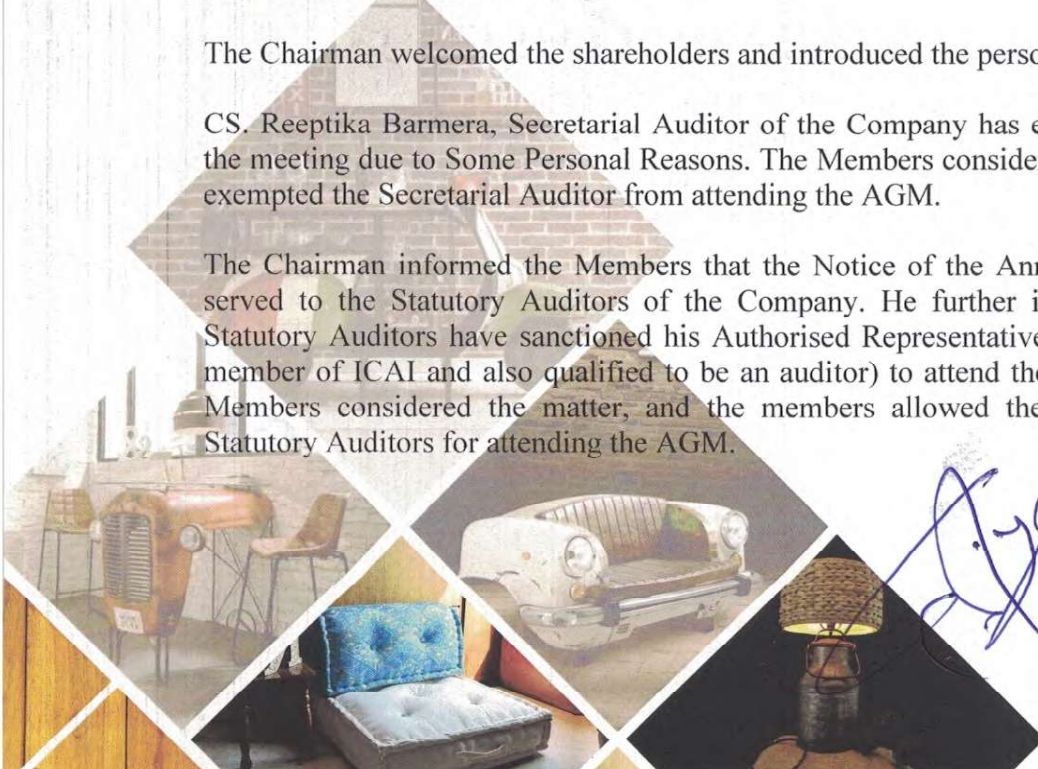 The Chairman welcomed the shareholders and introduced the perso
CS. Reeptika Barmera, Secretarial Auditor of the Company has e
the meeting due to Some Personal Reasons. The Members conside
exempted the Secretarial Auditor from attending the AGM.
The Chairman informed the Members that the Notice of the An
served to the Statutory Auditors of the Company. He further i
Statutory Auditors have sanctioned his Authorised Representative
member of ICAI and also qualified to be an auditor) to attend the
Members considered the matter, and the members allowed the
Statutory Auditors for attending the AGM.